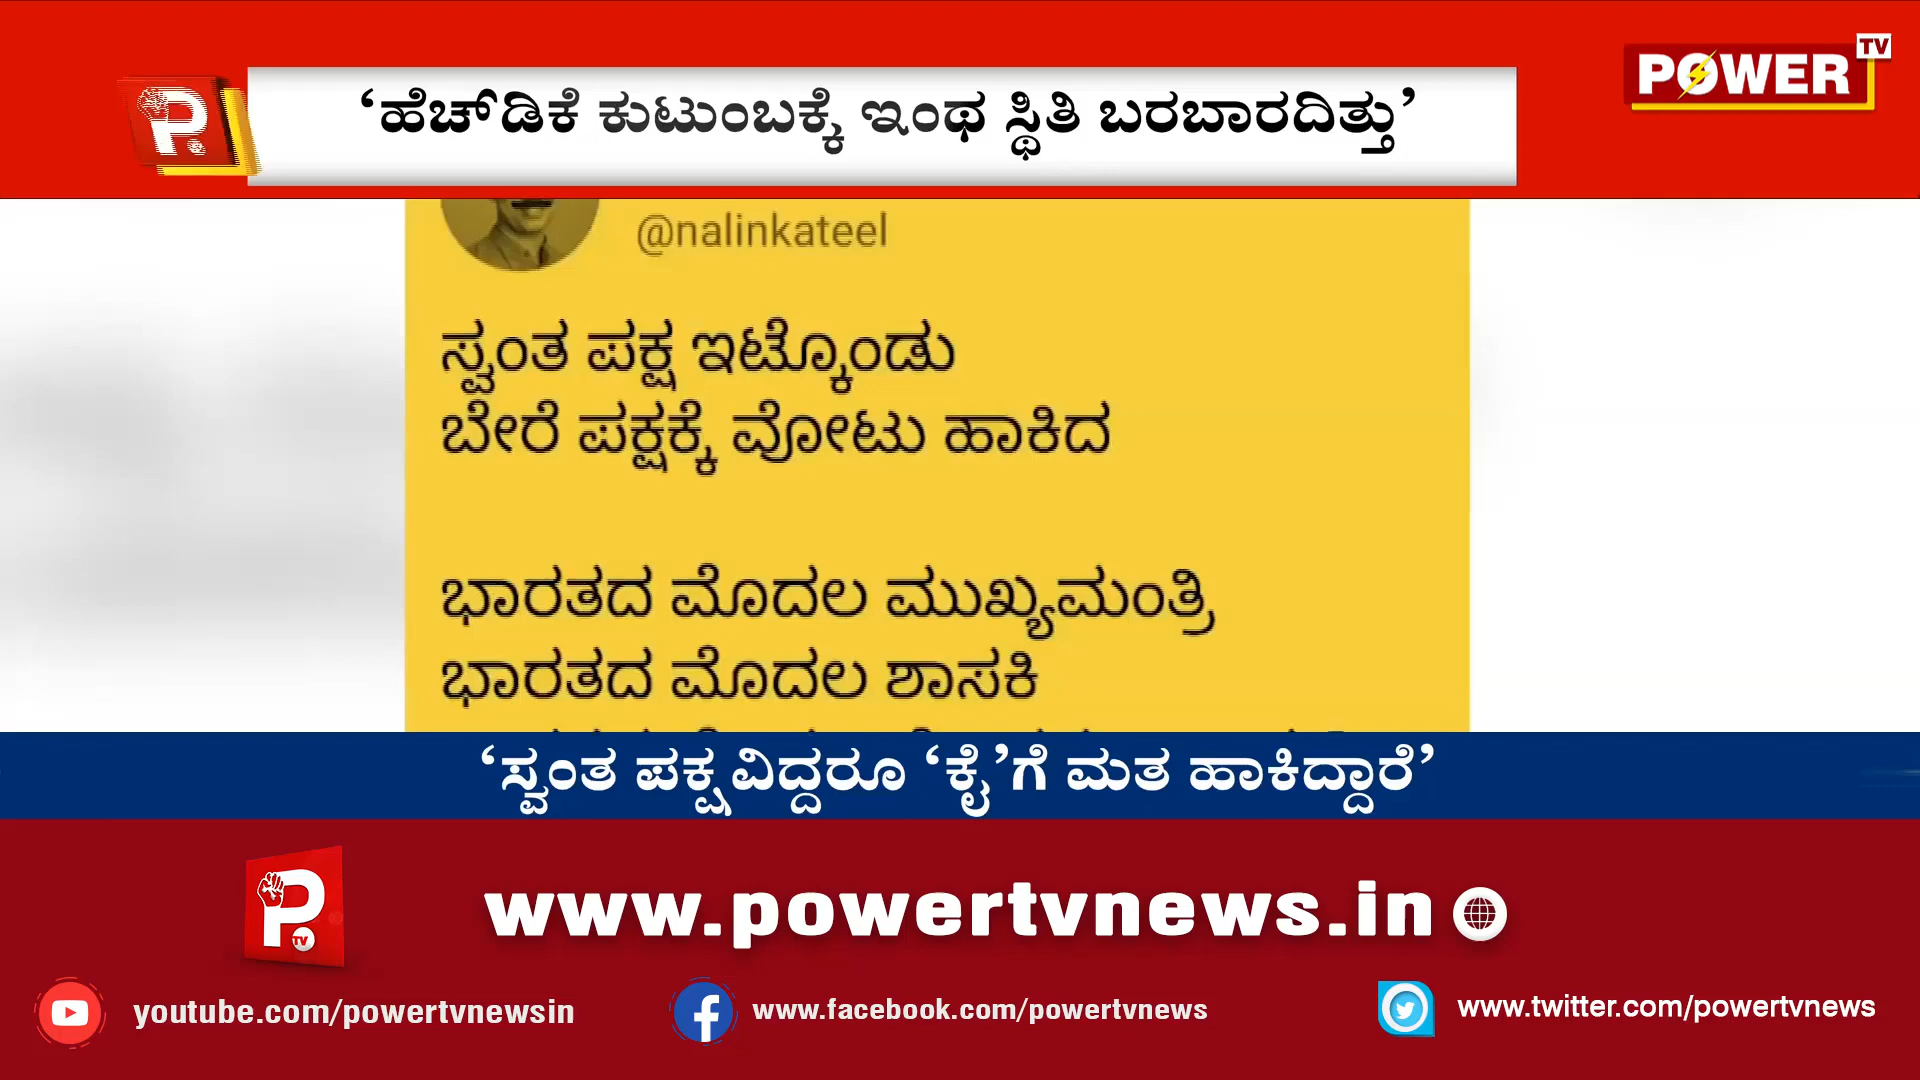 POWER TV
‘ಹೆಚ್‌ಡಿಕೆ ಕುಟುಂಬಕ್ಕೆ ಇಂಥ ಸ್ಥಿತಿ ಬರಬಾರದಿತ್ತು’
@nalinkateel
ಸ್ವಂತ ಪಕ್ಷ ಇಟ್ಕೊಂಡು
ಬೇರೆ ಪಕ್ಷಕ್ಕೆ ವೋಟು ಹಾಕಿದ
ಭಾರತದ ಮೊದಲ ಮುಖ್ಯಮಂತ್ರಿ
ಭಾರತದ ಮೊದಲ ಶಾಸಕಿ
‘ಸ್ವಂತ ಪಕ್ಷವಿದ್ದರೂ ‘ಕೈ’ಗೆ ಮತ ಹಾಕಿದ್ದಾರೆ’
P TV
www.powertvnews.in
youtube.com/powertvnewsin
www.facebook.com/powertvnews
www.twitter.com/powertvnews